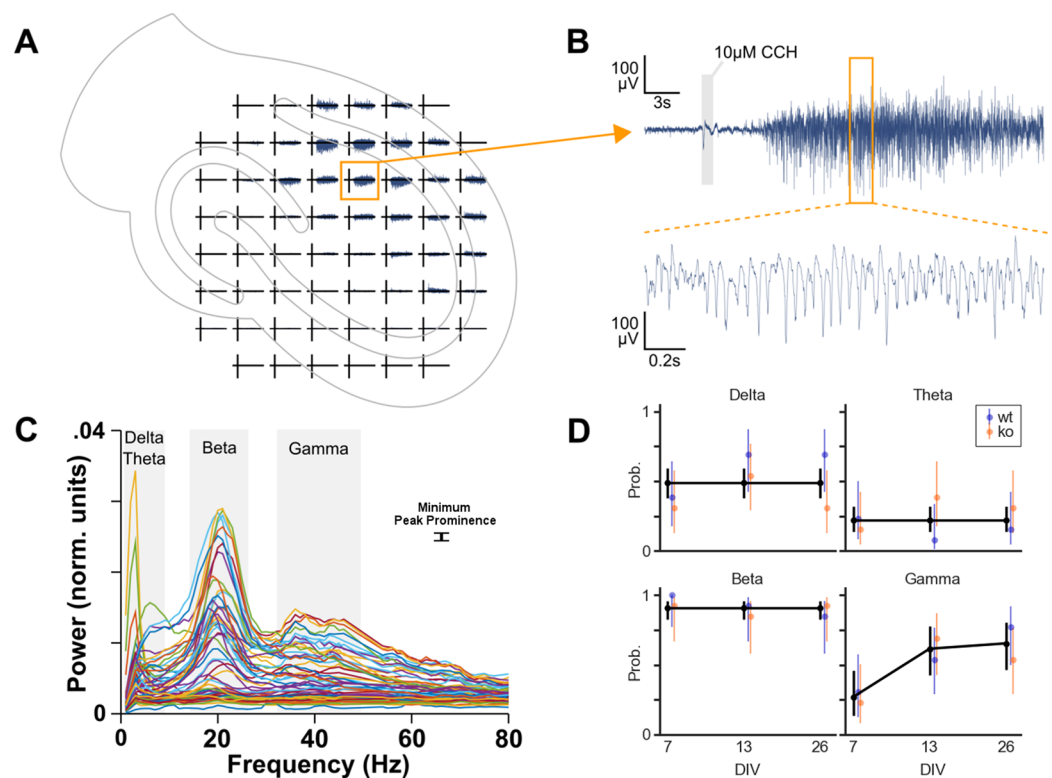 A
B
10µM CCH
100
µV
3s
100
µV
0.2s
C
.04
Delta
Theta
Beta
Gamma
Minimum
Peak Prominence
Power (norm. units)
0
0
20
40
60
80
Frequency (Hz)
D
Delta
Theta
wt
ko
1
Prob.
0
Beta
Gamma
1
Prob.
0
7
13
26
7
13
26
DIV
DIV